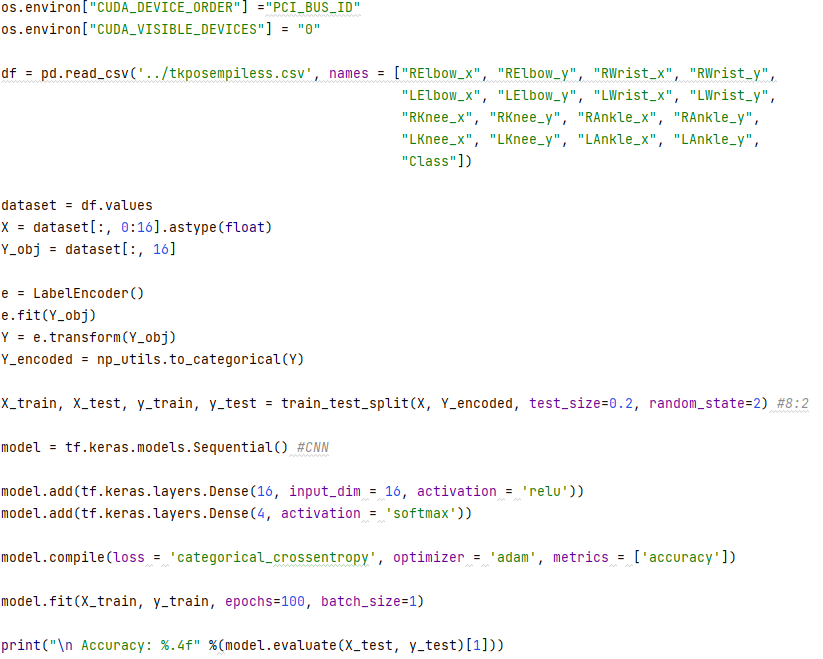 os.environ["CUDA_DEVICE_ORDER"] ="PCI_BUS_ID"
os.environ["CUDA_VISIBLE_DEVICES"] = "0"
df = pd.read_csv('../tkposempiless.csv', names = ["RElbow_x", "RElbow_y", "RWrist_x", "RWrist_y",
"LElbow_x", "LElbow_y", "LWrist_x", "LWrist_y",
"RKnee_x", "RKnee_y", "RAnkle_x", "RAnkle_y",
"LKnee_x", "LKnee_y", "LAnkle_x", "LAnkle_y",
"Class"])
dataset = df.values
X = dataset[:, 0:16].astype(float)
Y_obj = dataset[:, 16]
e = LabelEncoder()
e.fit(Y_obj)
Y = e.transform(Y_obj)
Y_encoded = np_utils.to_categorical(Y)
X_train, X_test, y_train, y_test = train_test_split(X, Y_encoded, test_size=0.2, random_state=2) #8:2
model = tf.keras.models.Sequential() #CNN
model.add(tf.keras.layers.Dense(16, input_dim = 16, activation = 'relu'))
model.add(tf.keras.layers.Dense(4, activation = 'softmax'))
model.compile(loss = 'categorical_crossentropy', optimizer = 'adam', metrics = ['accuracy'])
model.fit(X_train, y_train, epochs=100, batch_size=1)
print("\n Accuracy: %.4f" %(model.evaluate(X_test, y_test)[1]))